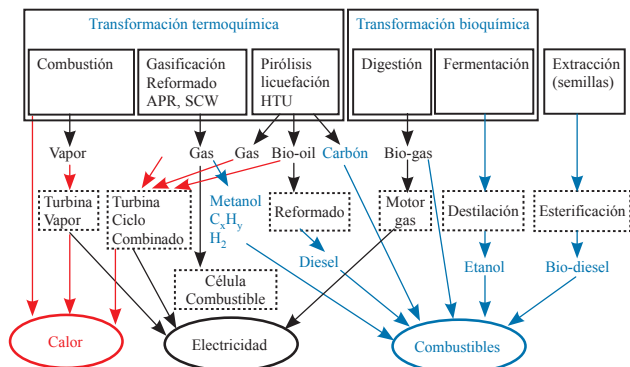 Transformación termoquímica
Transformación bioquímica
Combustión
Gasificación
Reformado
APR, SCW
Pirólisis
licuefación
HTU
Digestión
Fermentación
Extracción
(semillas)
Vapor
Gas
Gas
Bio-oil
Carbón
Bio-gas
Turbina
Vapor
Turbina
Ciclo
Combinado
Metanol
CxHy
H2
Reformado
Motor
gas
Destilación
Esterificación
Célula
Combustible
Diesel
Etanol
Bio-diesel
Calor
Electricidad
Combustibles